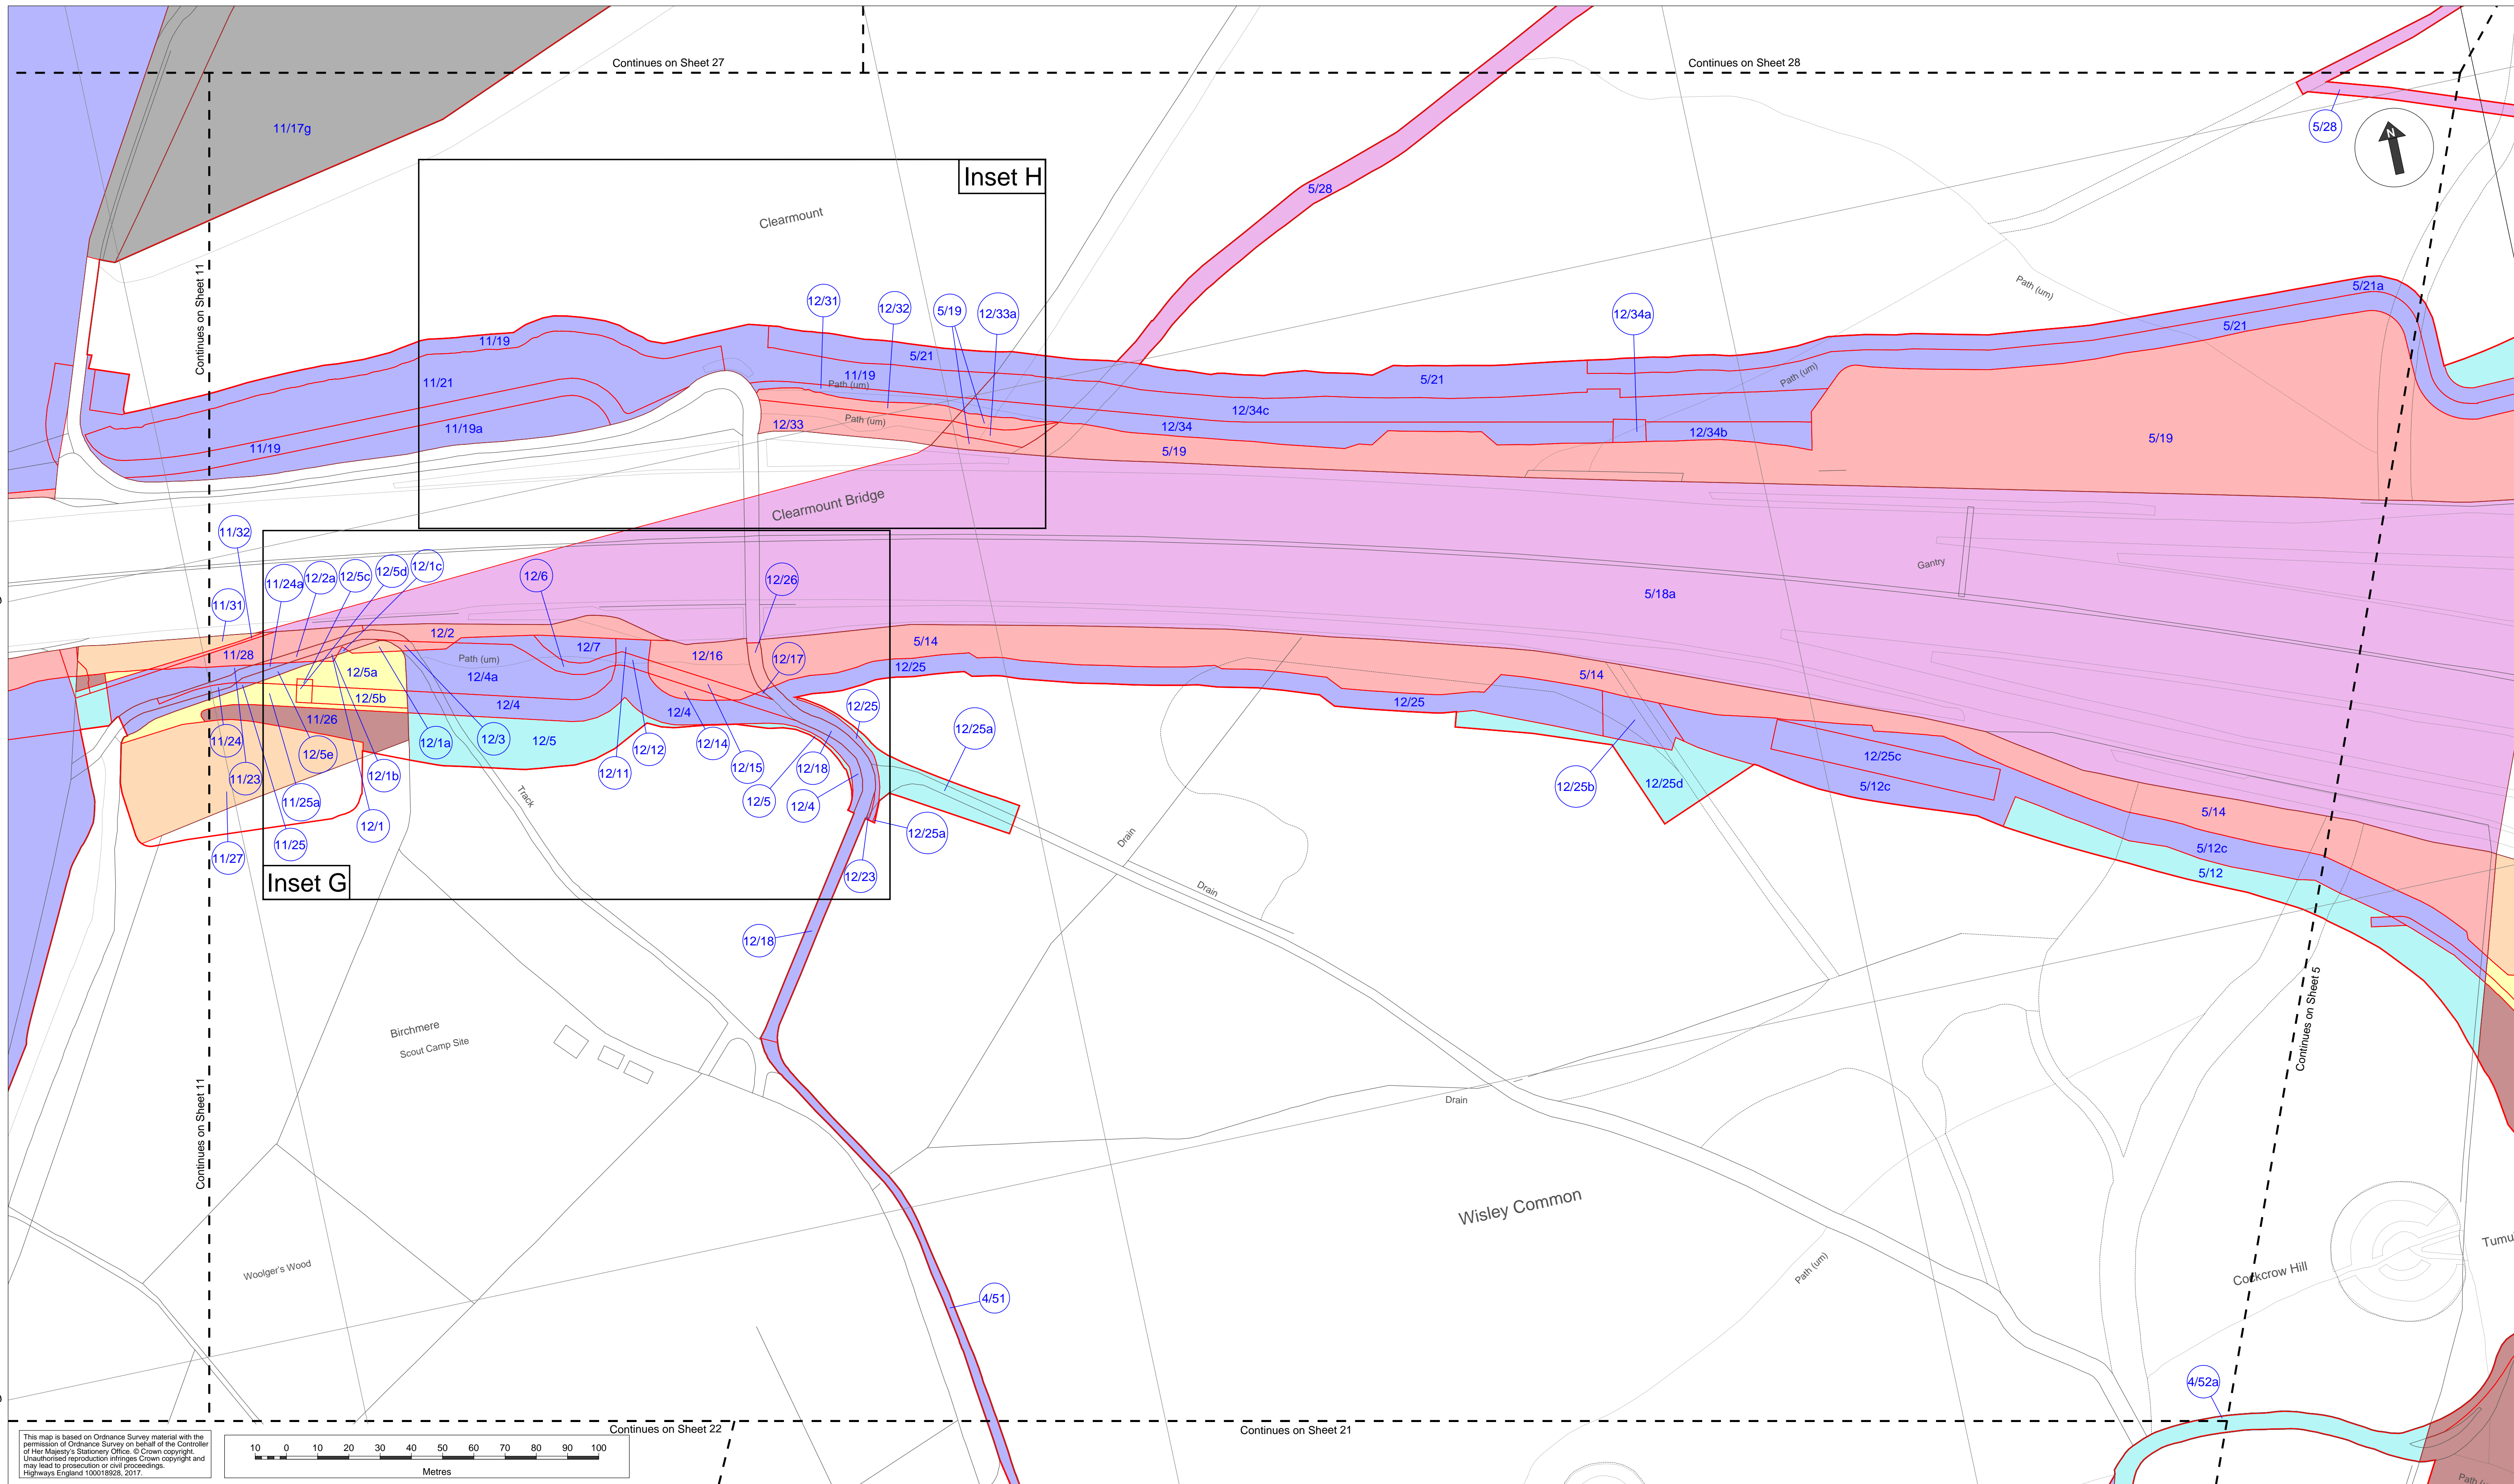 Continues on Sheet 27
Continues on Sheet 28
11/17g
5/28
N
Inset H
5/28
Clearmount
Continues on Sheet 11
Path (um)
5/21a
12/31
12/32
5/19
12/33a
12/34a
5/21
11/19
5/21
11/19
11/21
5/21
Path (um)
Path (um)
12/34c
Path (um)
12/33
12/34
12/34b
11/19a
11/19
5/19
5/19
Clearmount Bridge
11/32
Gantry
11/24a
12/2a
12/5c
12/5d
12/1c
12/6
12/26
5/18a
11/31
12/2
5/14
12/7
11/28
Path (um)
12/16
12/17
12/25
12/5a
12/4a
5/14
12/5b
12/4
12/4
12/25
12/25
11/26
12/25a
11/24
12/5e
12/1a
12/3
12/5
12/12
12/14
12/15
12/18
12/25b
12/25c
12/25d
5/12c
11/23
12/1b
12/11
11/25a
12/5
12/4
12/25a
5/14
12/1
11/25
11/27
Track
Drain
12/23
5/12c
5/12
Inset G
Drain
12/18
Continues on Sheet 5
Birchmere
Scout Camp Site
Drain
Continues on Sheet 11
Wisley Common
Tumu
Woolger's Wood
Path (um)
Cockcrow Hill
4/51
4/52a
Continues on Sheet 22
Continues on Sheet 21
This map is based on Ordnance Survey material with the
permission of Ordnance Survey on behalf of the Controller
of Her Majesty's Stationery Office. © Crown copyright.
Unauthorised reproduction infringes Crown copyright and
may lead to prosecution or civil proceedings.
Highways England 100018928, 2017.
10 0 10 20 30 40 50 60 70 80 90 100
Metres